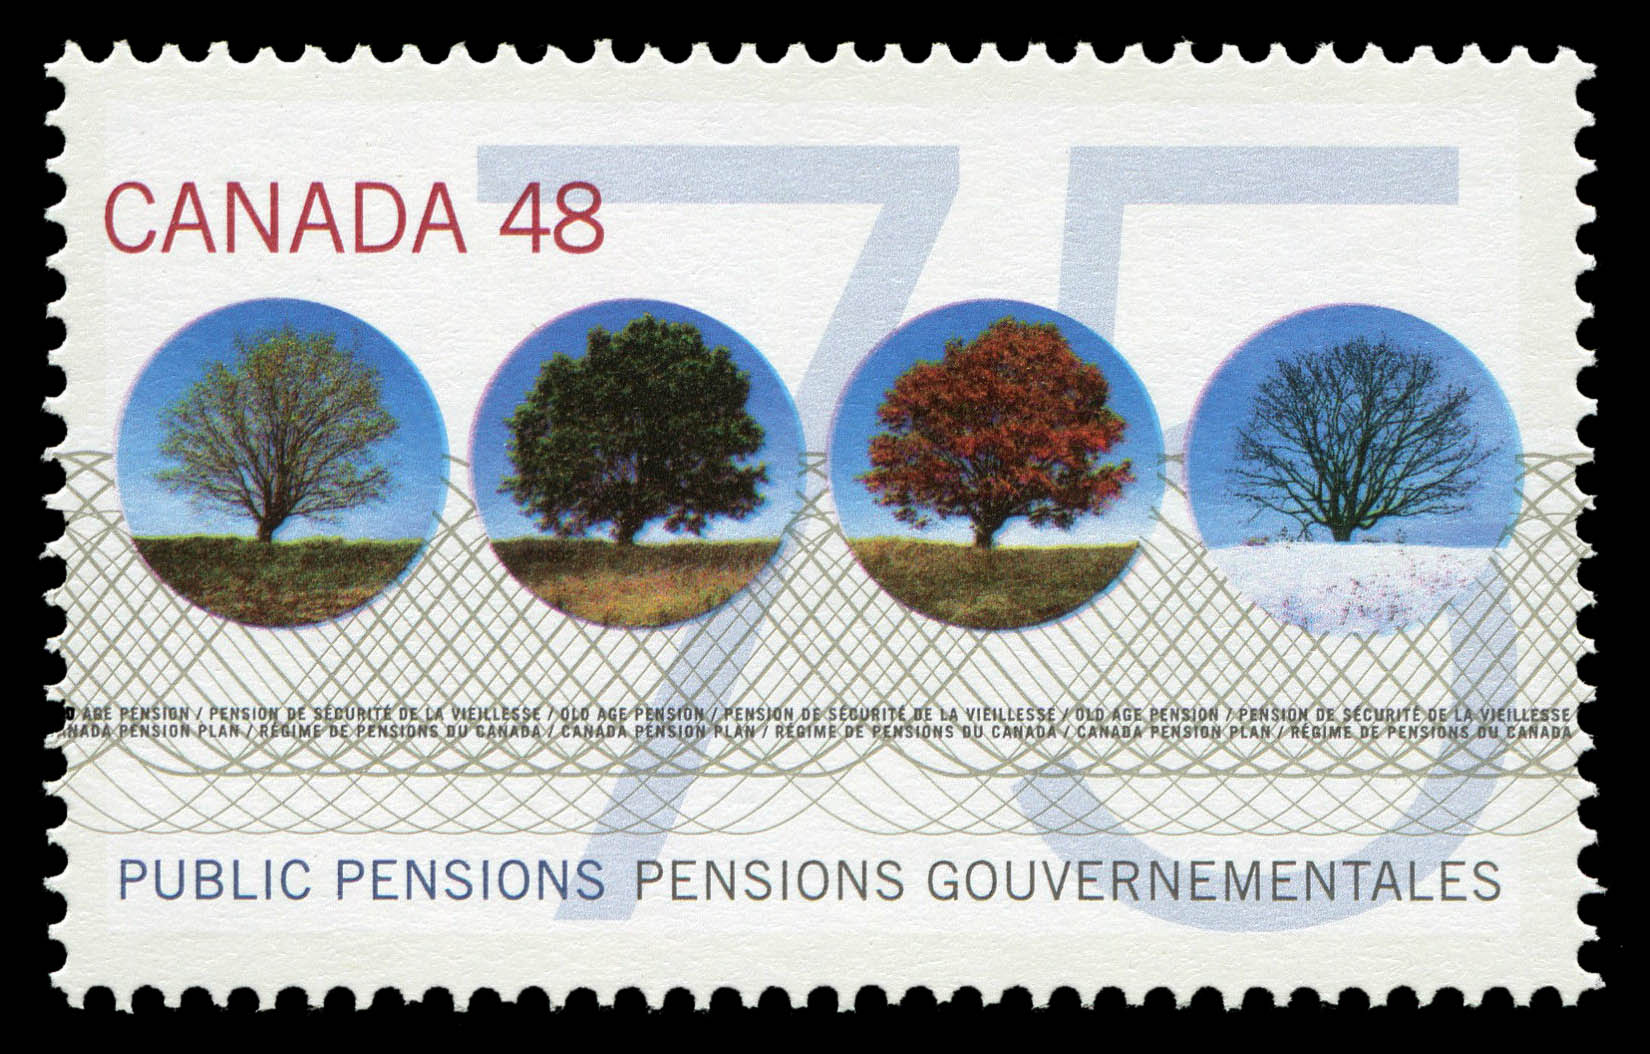 CANADA 48
75
AGE PENSION / PENSION DE SÉCURITÉ DE LA VIEILLESSE / OLD AGE PENSION / PENSION DE SÉCURITÉ DE LA VIEILLESSE / OLD AGE PENSION / PENSION DE SÉCURITÉ DE LA VIEILLESSE
ANADA PENSION PLAN / RÉGIME DE PENSIONS DU CANADA / CANADA PENSION PLAN / RÉGIME DE PENSIONS DU CANADA / CANADA PENSION PLAN / RÉGIME DE PENSIONS DU CANADA
PUBLIC PENSIONS PENSIONS GOUVERNEMENTALES